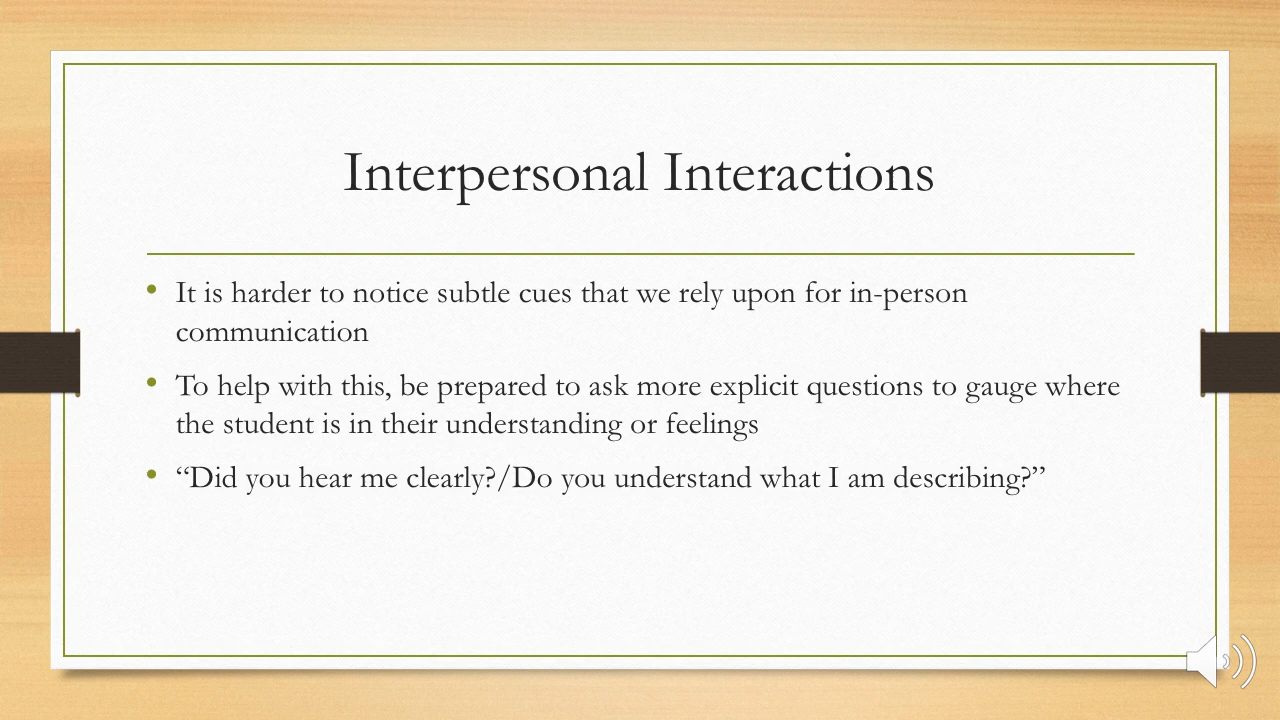 Interpersonal Interactions
• It is harder to notice subtle cues that we rely upon for in-person
communication
• To help with this, be prepared to ask more explicit questions to gauge where
the student is in their understanding or feelings
• “Did you hear me clearly?/Do you understand what I am describing?”